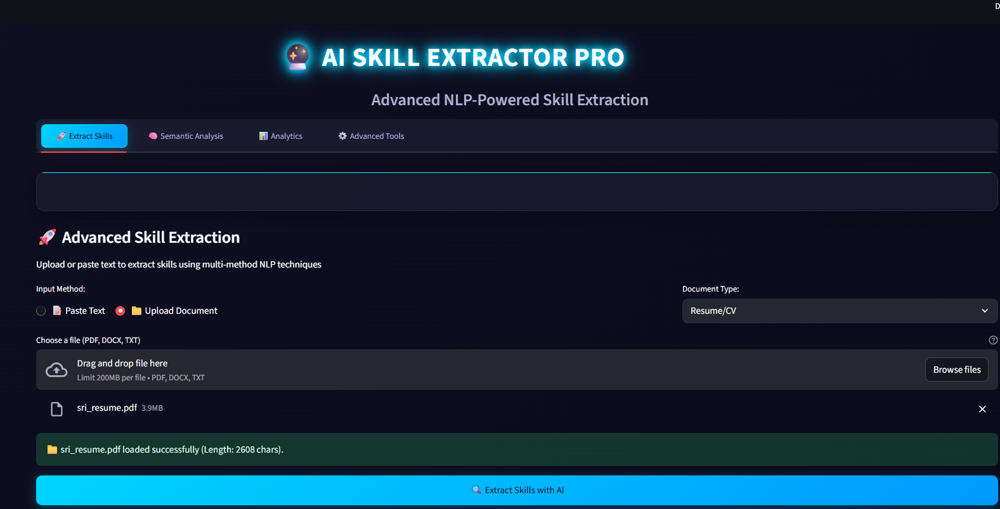 D
AI SKILL EXTRACTOR PRO
Advanced NLP-Powered Skill Extraction
Extract Skills
Semantic Analysis
Analytics
Advanced Tools
Advanced Skill Extraction
Upload or paste text to extract skills using multi-method NLP techniques
Input Method:
Document Type:
Paste Text
Upload Document
Resume/CV
Choose a file (PDF, DOCX, TXT)
Drag and drop file here
Limit 200MB per file • PDF, DOCX, TXT
Browse files
sri_resume.pdf 3.9MB
sri_resume.pdf loaded successfully (Length: 2608 chars).
Extract Skills with AI